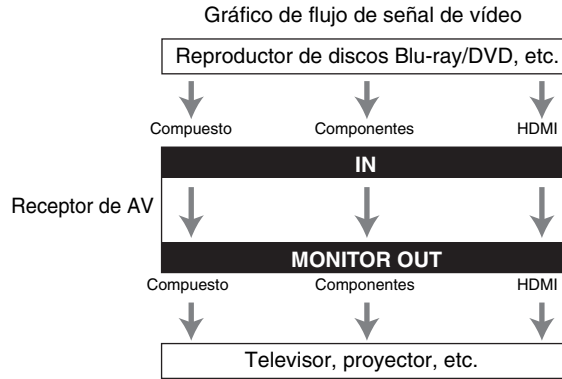 Gráfico de flujo de señal de vídeo
Reproductor de discos Blu-ray/DVD, etc.
Compuesto Componentes HDMI
IN
Receptor de AV
MONITOR OUT
Compuesto Componentes HDMI
Televisor, proyector, etc.